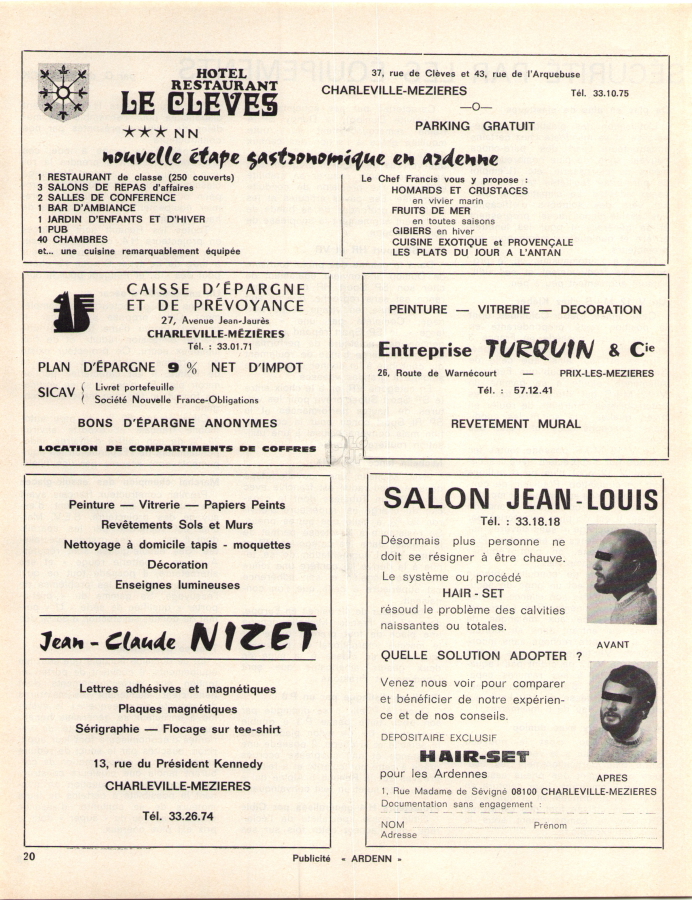 HOTEL
RESTAURANT
LE CLEVES
★★★ NN
37, rue de Clèves et 43, rue de l'Arquebuse
CHARLEVILLE-MEZIERES Tél. 33.10.75
—O—
PARKING GRATUIT
nouvelle étape gastronomique en ardenne
1 RESTAURANT de classe (250 couverts)
3 SALONS DE REPAS d'affaires
2 SALLES DE CONFERENCE
1 BAR D'AMBIANCE
1 JARDIN D'ENFANTS ET D'HIVER
1 PUB
40 CHAMBRES
et... une cuisine remarquablement équipée
Le Chef Francis vous y propose :
HOMARDS ET CRUSTACES
en vivier marin
FRUITS DE MER
en toutes saisons
GIBIERS en hiver
CUISINE EXOTIQUE et PROVENÇALE
LES PLATS DU JOUR A L'ANTAN
CAISSE D'ÉPARGNE
ET DE PRÉVOYANCE
27, Avenue Jean-Jaurès
CHARLEVILLE-MÉZIÈRES
Tél. : 33.01.71
PLAN D'ÉPARGNE 9 % NET D'IMPOT
SICAV { Livret portefeuille
Société Nouvelle France-Obligations
BONS D'ÉPARGNE ANONYMES
LOCATION DE COMPARTIMENTS DE COFFRES
PEINTURE — VITRERIE — DECORATION
Entreprise TURQUIN & Cie
26, Route de Warnécourt — PRIX-LES-MEZIERES
Tél. : 57.12.41
REVETEMENT MURAL
Peinture — Vitrerie — Papiers Peints
Revêtements Sols et Murs
Nettoyage à domicile tapis - moquettes
Décoration
Enseignes lumineuses
Jean-Claude NIZET
Lettres adhésives et magnétiques
Plaques magnétiques
Sérigraphie — Flocage sur tee-shirt
13, rue du Président Kennedy
CHARLEVILLE-MEZIERES
Tél. 33.26.74
SALON JEAN-LOUIS
Tél. : 33.18.18
Désormais plus personne ne
doit se résigner à être chauve.
Le système ou procédé
HAIR - SET
résoud le problème des calvities
naissantes ou totales.
AVANT
QUELLE SOLUTION ADOPTER ?
Venez nous voir pour comparer
et bénéficier de notre expérien-
ce et de nos conseils.
DEPOSITAIRE EXCLUSIF
HAIR-SET
pour les Ardennes
APRES
1, Rue Madame de Sévigné 08100 CHARLEVILLE-MEZIERES
Documentation sans engagement :
NOM Prénom
Adresse
20
Publicité « ARDENN »